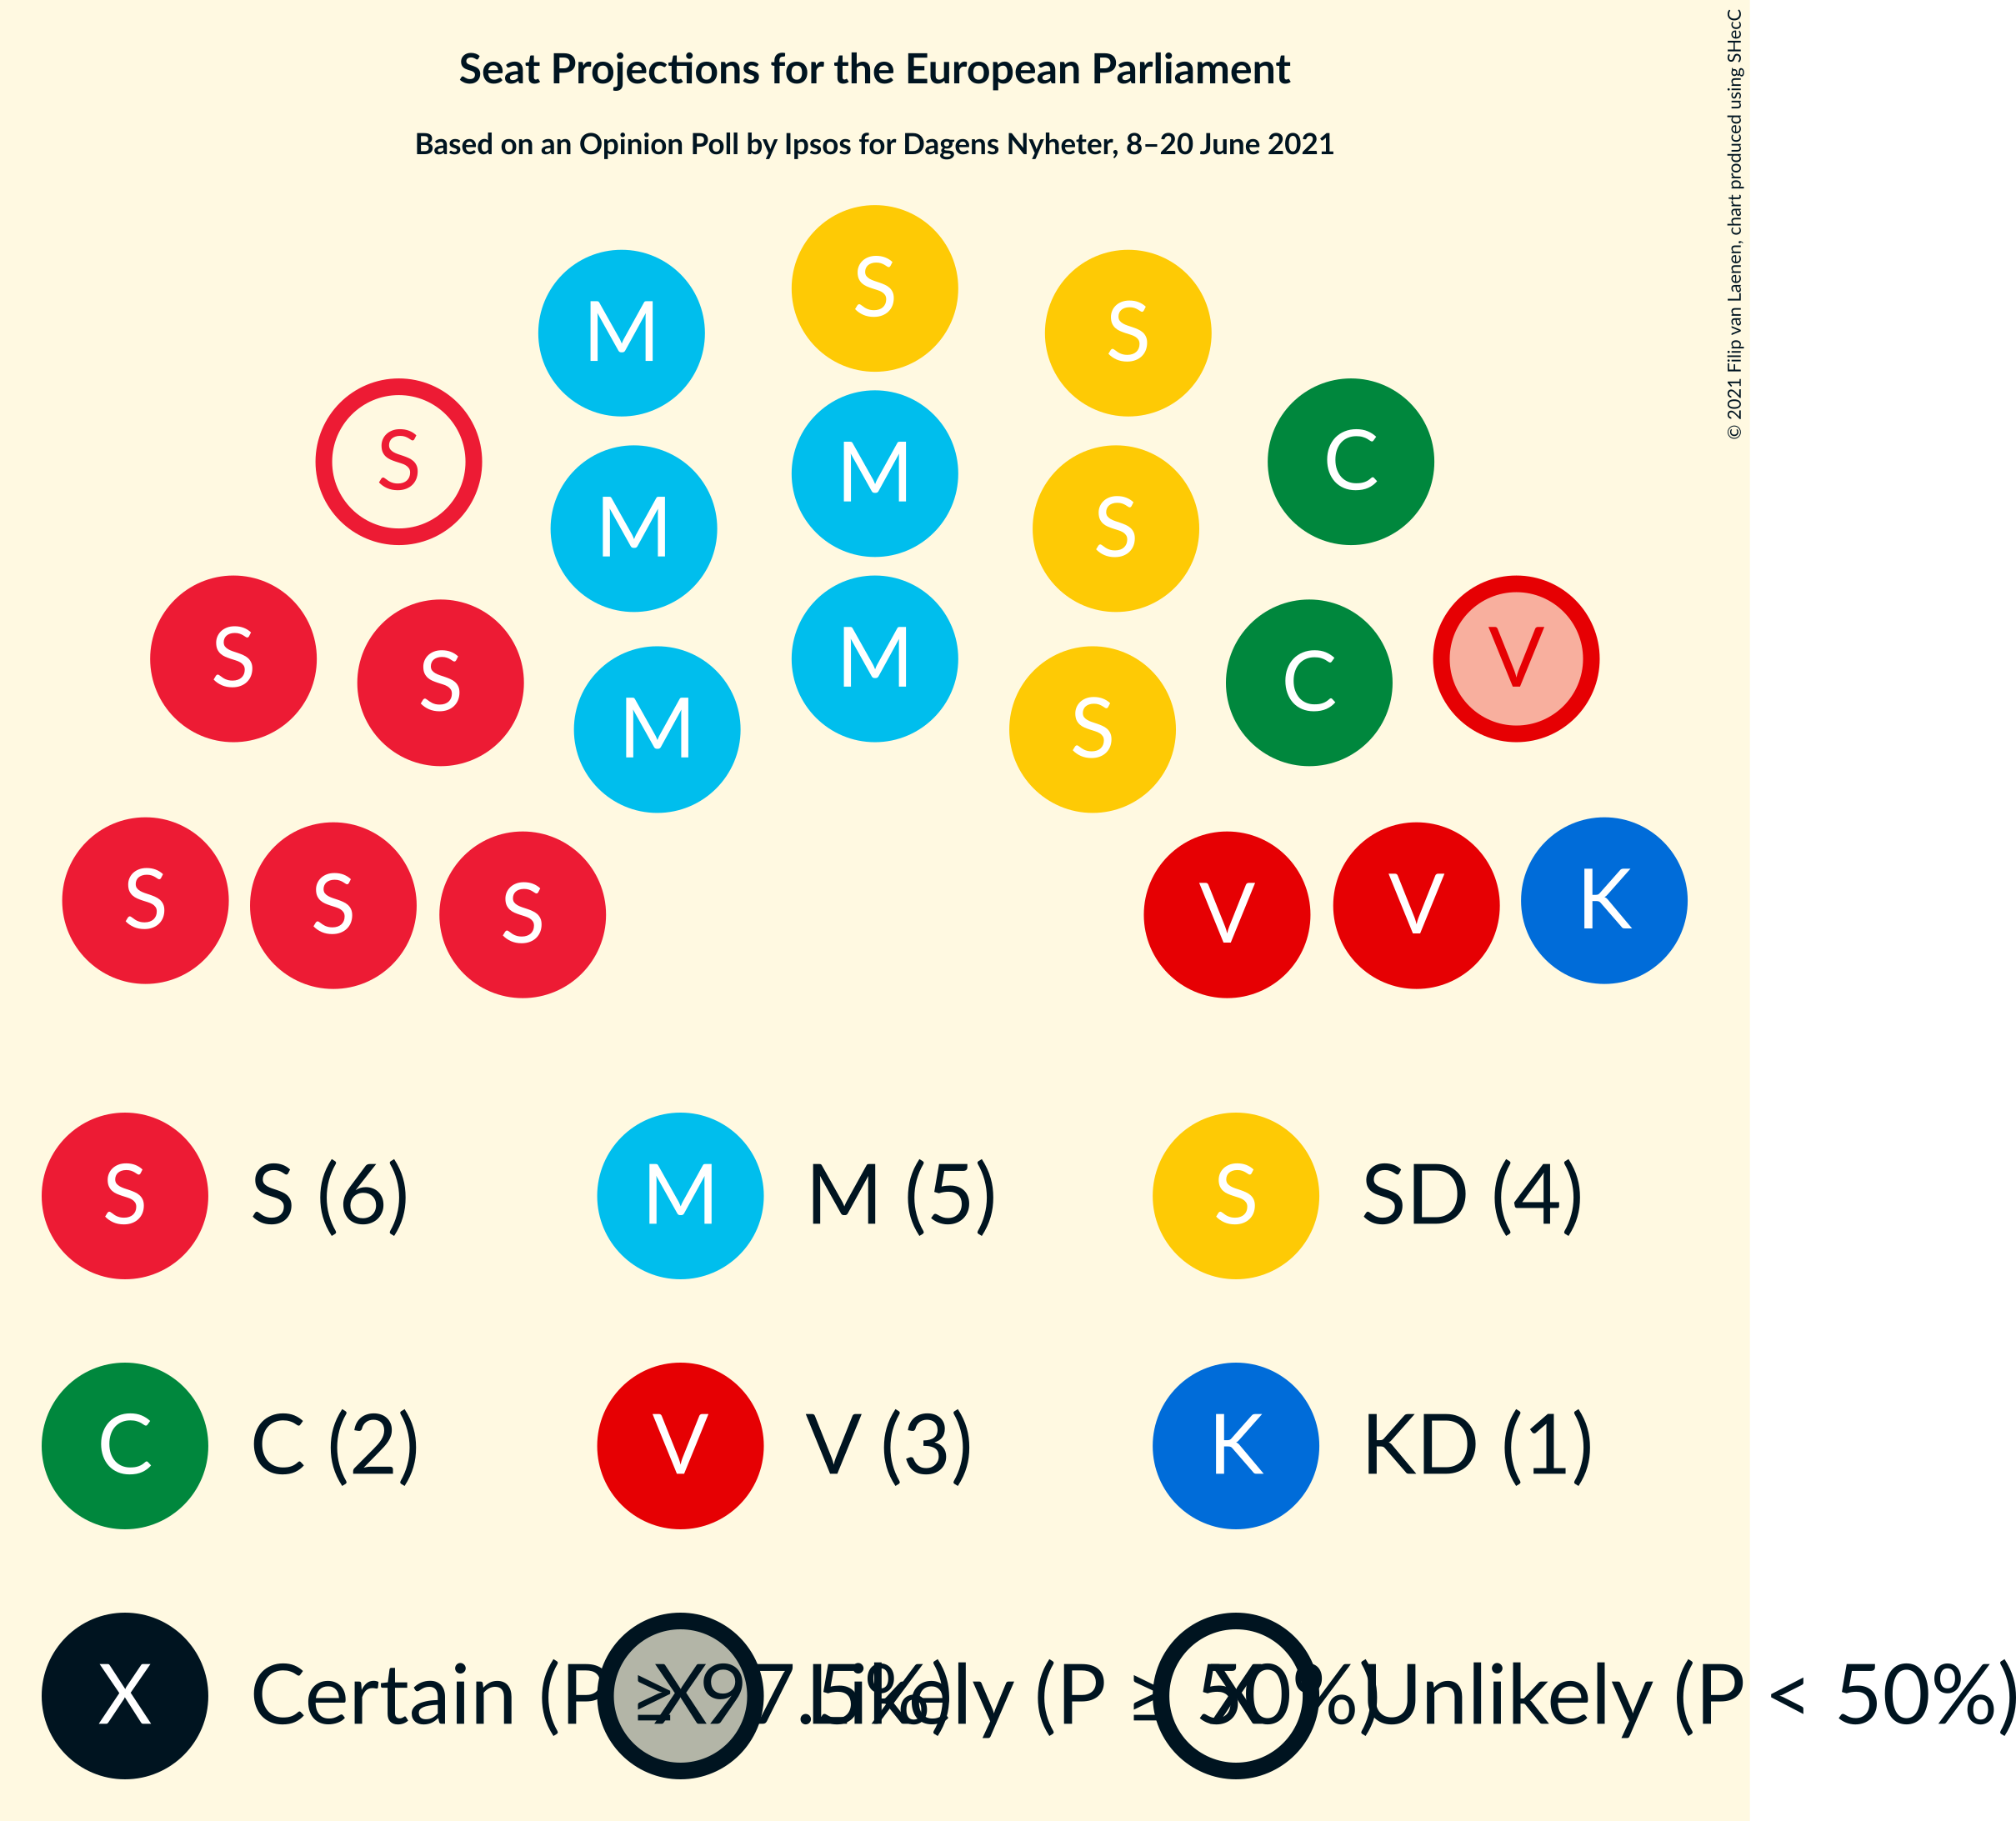 Seat Projections for the European Parliament
Based on an Opinion Poll by Ipsos for Dagens Nyheter, 8–20 June 2021
© 2021 Filip van Laenen, chart produced using SHecC
S
M S S
S M M S C
S S M M S C V
S S S V V K
S S (6) M M (5) S SD (4)
C C (2) V V (3) K KD (1)
X Certain (P ≥ 97.5%) X Likely (P ≥ 50%) X Unlikely (P < 50%)